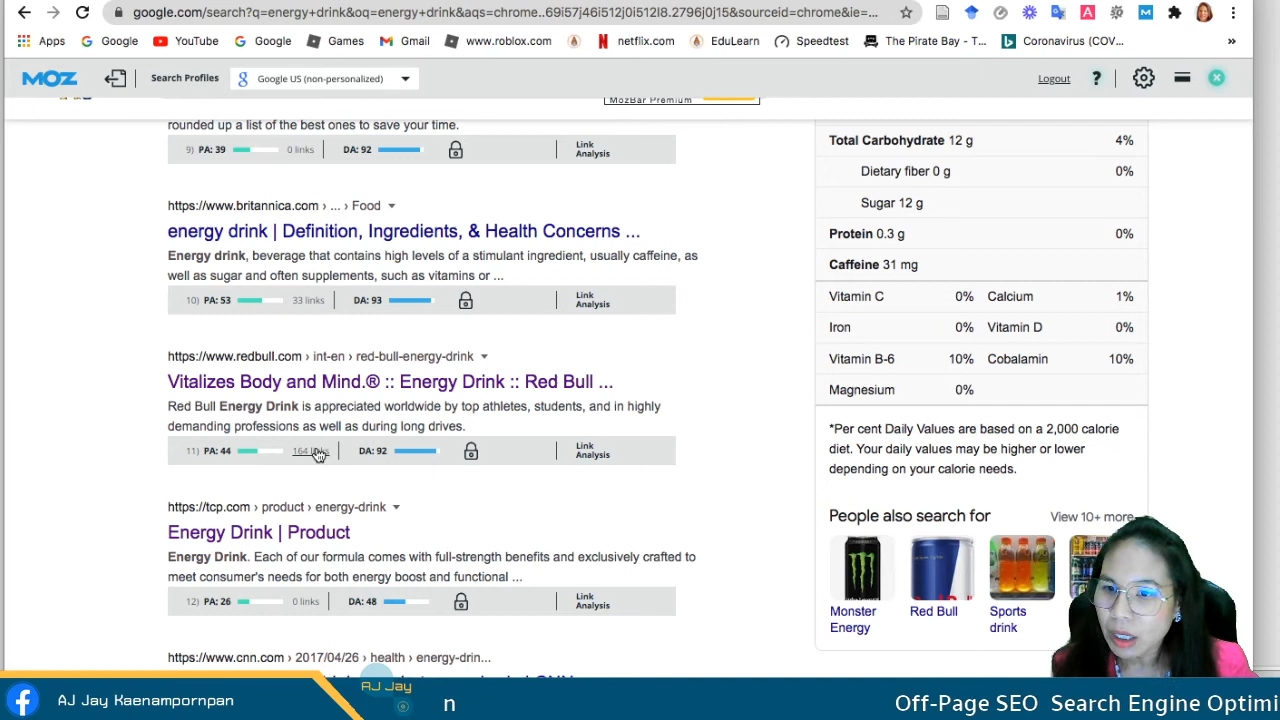 google.com/search?q=energy+drink&oq=energy+drink&aqs=chrome..69i57j46i512j0i512l8.2796j0j15&sourceid=chrome&ie=...
Apps Google YouTube Google Games Gmail www.roblox.com netflix.com EduLearn Speedtest The Pirate Bay - T... Coronavirus (COV... »
MOZ Search Profiles Google US (non-personalized) Logout ?
MozBar Premium
rounded up a list of the best ones to save your time.
9) PA: 39 0 links DA: 92 Link Analysis
https://www.britannica.com › ... › Food
energy drink | Definition, Ingredients, & Health Concerns ...
Energy drink, beverage that contains high levels of a stimulant ingredient, usually caffeine, as
well as sugar and often supplements, such as vitamins or ...
10) PA: 53 33 links DA: 93 Link Analysis
https://www.redbull.com › int-en › red-bull-energy-drink
Vitalizes Body and Mind.® :: Energy Drink :: Red Bull ...
Red Bull Energy Drink is appreciated worldwide by top athletes, students, and in highly
demanding professions as well as during long drives.
11) PA: 44 164 links DA: 92 Link Analysis
https://tcp.com › product › energy-drink
Energy Drink | Product
Energy Drink. Each of our formula comes with full-strength benefits and exclusively crafted to
meet consumer's needs for both energy boost and functional ...
12) PA: 26 0 links DA: 48 Link Analysis
https://www.cnn.com › 2017/04/26 › health › energy-drin...
Total Carbohydrate 12 g 4%
Dietary fiber 0 g 0%
Sugar 12 g
Protein 0.3 g 0%
Caffeine 31 mg
Vitamin C 0% Calcium 1%
Iron 0% Vitamin D 0%
Vitamin B-6 10% Cobalamin 10%
Magnesium 0%
*Per cent Daily Values are based on a 2,000 calorie
diet. Your daily values may be higher or lower
depending on your calorie needs.
People also search for View 10+ more
Monster Energy
Red Bull
Sports drink
AJ Jay Kaenampornpan
AJ Jay
n
Off-Page SEO Search Engine Optimi